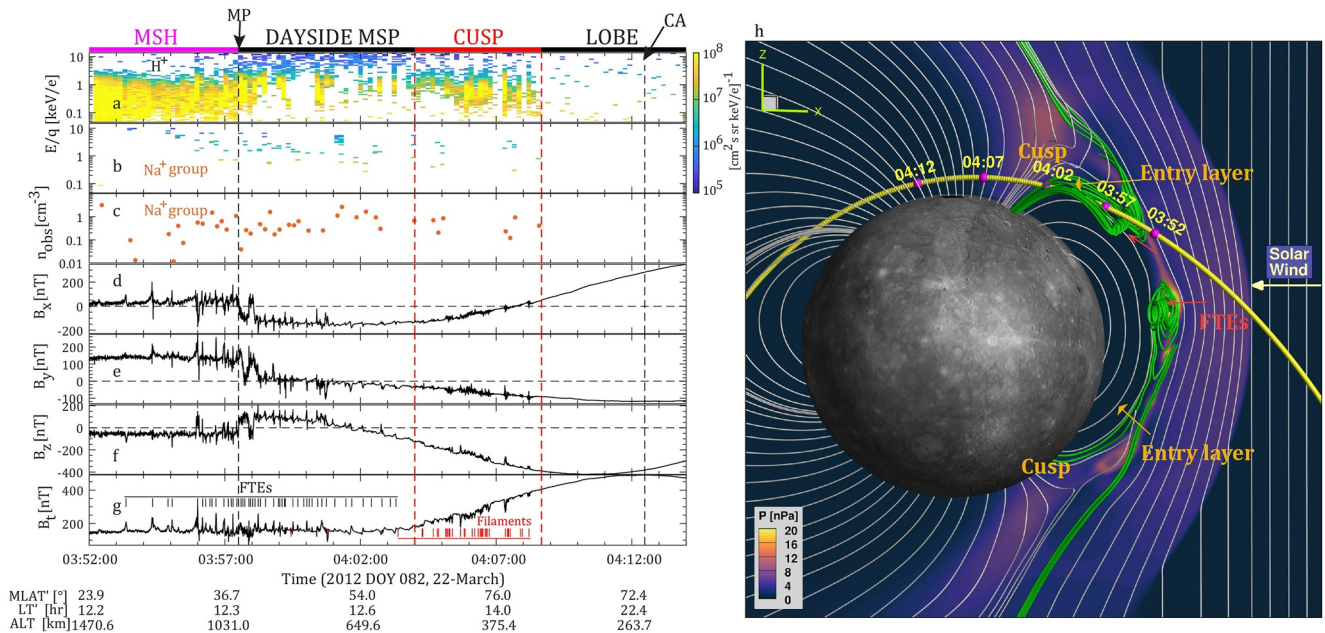 MP
CA
MSH DAYSIDE MSP CUSP LOBE
H+
10
1
0.1
a
E/q [keV/e]
10^8
10^7
10^6
10^5
[cm^2 s sr keV/e]^-1
10
1
0.1
b
Na+ group
1
0.1
0.01
c
Na+ group
n_obs[cm^-3]
200
0
-200
d
B_x[nT]
200
100
0
-100
e
B_y[nT]
200
0
-200
-400
f
B_z[nT]
400
200
g
B_t[nT]
FTEs
Filaments
03:52:00 03:57:00 04:02:00 04:07:00 04:12:00
Time (2012 DOY 082, 22-March)
MLAT' [°] 23.9 36.7 54.0 76.0 72.4
LT' [hr] 12.2 12.3 12.6 14.0 22.4
ALT [km] 1470.6 1031.0 649.6 375.4 263.7
h
Z
X
Cusp
04:12
04:07
04:02
03:57
03:52
Entry layer
Solar
Wind
FTEs
Entry layer
Cusp
P [nPa]
20
16
12
8
4
0